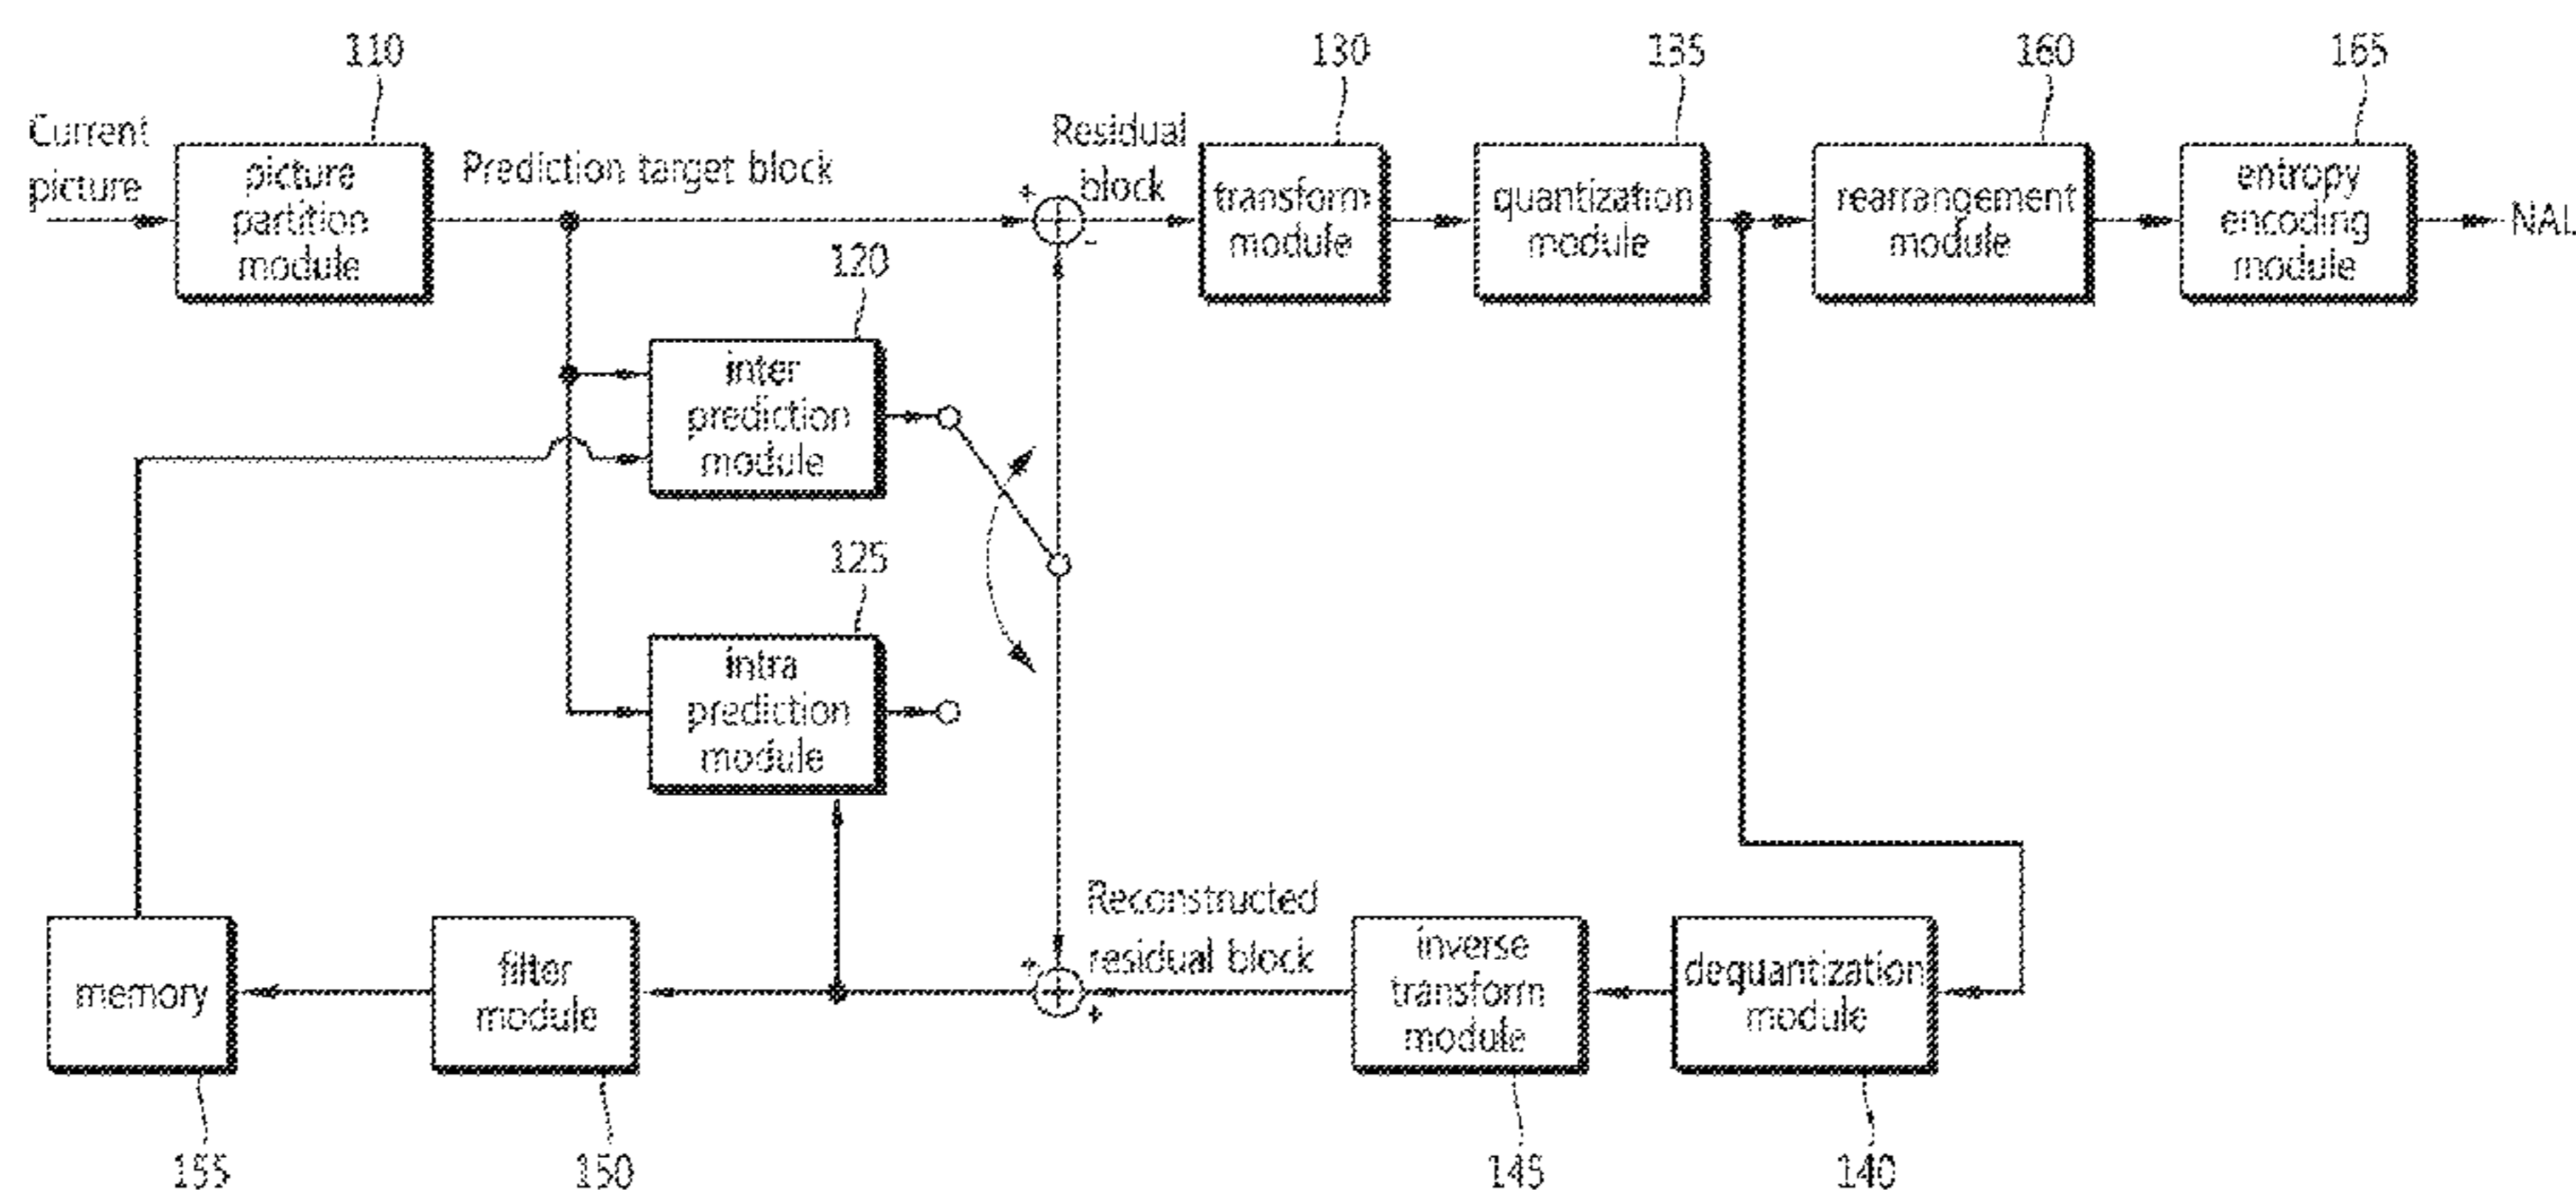 110
130
135
160
165
Current
picture
picture
partition
module
Prediction target block
+
Residual
block
-
transform
module
quantization
module
rearrangement
module
entropy
encoding
module
NAL
120
inter
prediction
module
125
intra
prediction
module
memory
filter
module
+
+
Reconstructed
residual block
inverse
transform
module
dequantization
module
155
150
145
140